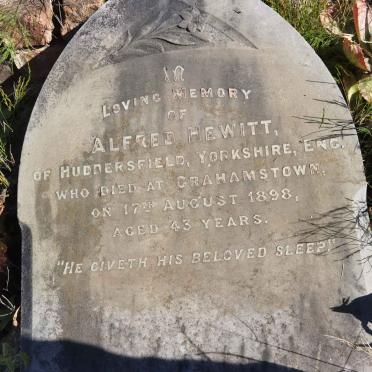 IN
LOVING MEMORY
OF
ALFRED HEWITT,
OF HUDDERSFIELD, YORKSHIRE, ENG.
WHO DIED AT GRAHAMSTOWN,
ON 17TH AUGUST 1898,
AGED 43 YEARS.
"HE GIVETH HIS BELOVED SLEEP."